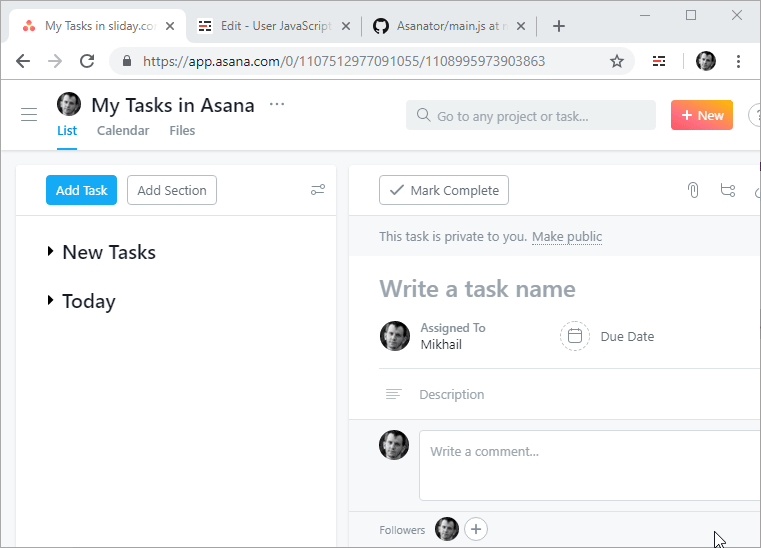 My Tasks in sliday.co
Edit - User JavaScript
Asanator/main.js at
https://app.asana.com/0/1107512977091055/1108995973903863
My Tasks in Asana ...
List Calendar Files
Go to any project or task...
+ New
?
Add Task Add Section
Mark Complete
This task is private to you. Make public
New Tasks
Today
Write a task name
Assigned To
Mikhail
Due Date
Description
Write a comment...
Followers